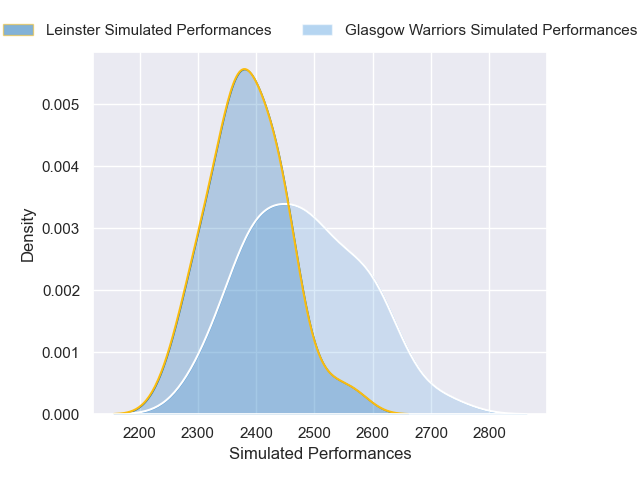 Leinster Simulated Performances
Glasgow Warriors Simulated Performances
Density
0.005
0.004
0.003
0.002
0.001
0.000
2200 2300 2400 2500 2600 2700 2800
Simulated Performances